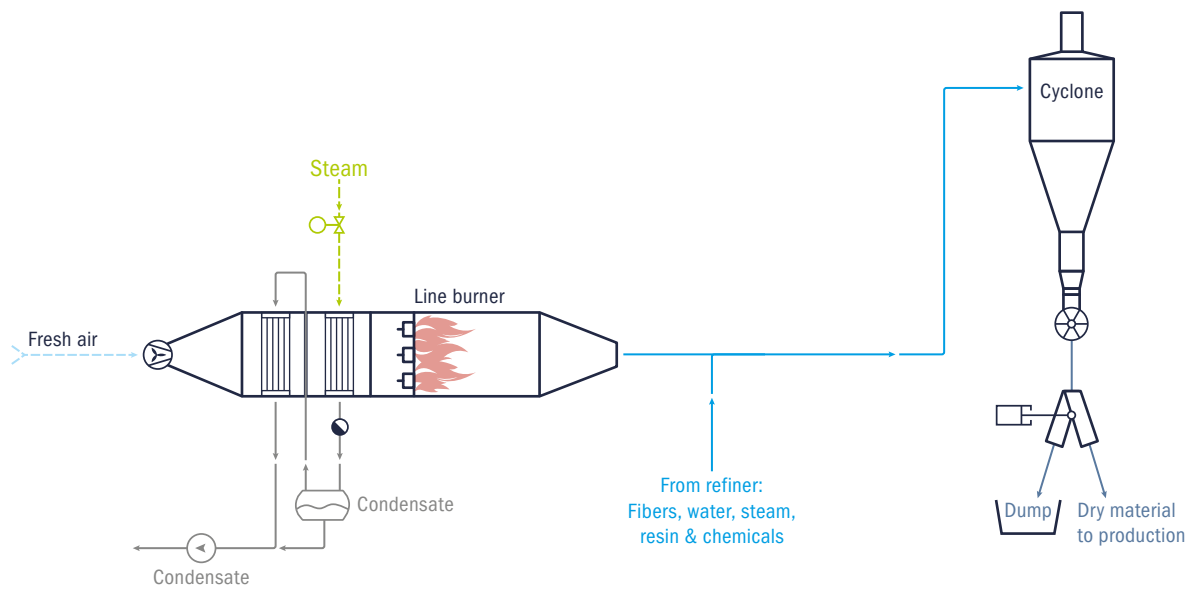 Cyclone
Steam
Line burner
Fresh air
From refiner:
Fibers, water, steam,
resin & chemicals
Condensate
Dump
Dry material
to production
Condensate